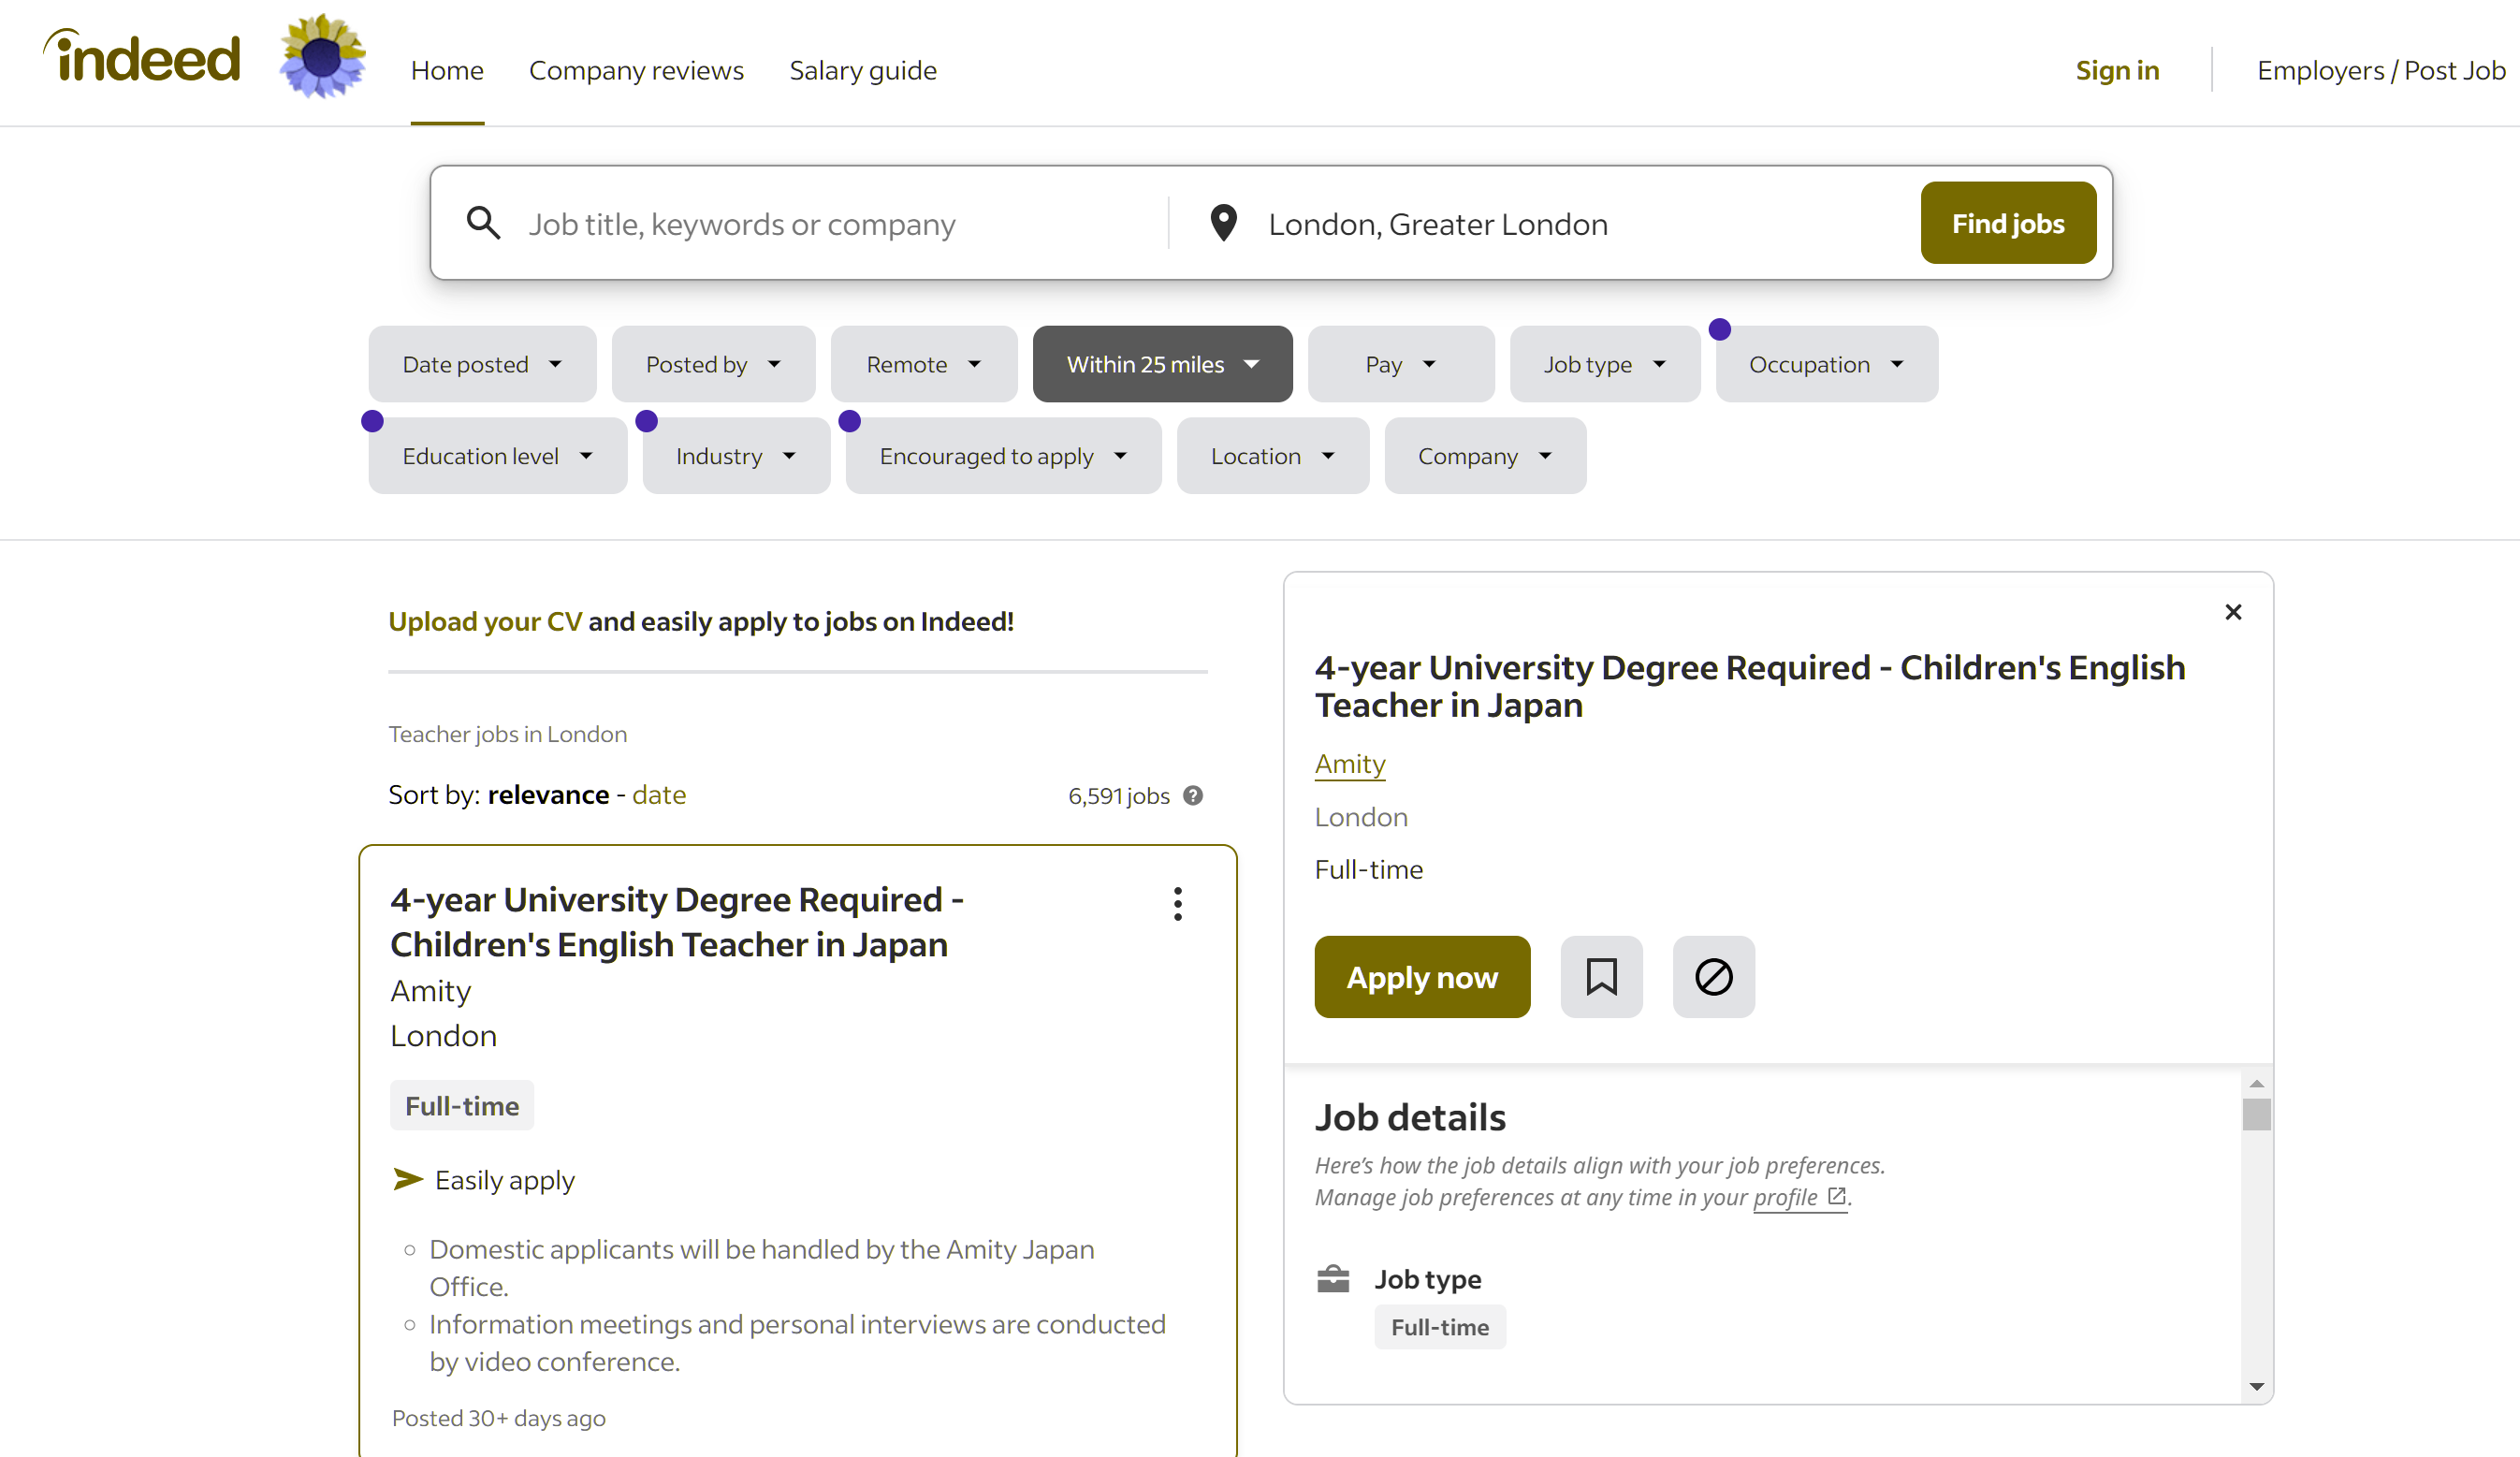 indeed
Home
Company reviews
Salary guide
Sign in
Employers / Post Job
Job title, keywords or company
London, Greater London
Find jobs
Date posted
Posted by
Remote
Within 25 miles
Pay
Job type
Occupation
Education level
Industry
Encouraged to apply
Location
Company
Upload your CV and easily apply to jobs on Indeed!
Teacher jobs in London
Sort by: relevance - date
6,591 jobs
4-year University Degree Required -
Children's English Teacher in Japan
Amity
London
Full-time
Easily apply
Domestic applicants will be handled by the Amity Japan
Office.
Information meetings and personal interviews are conducted
by video conference.
Posted 30+ days ago
4-year University Degree Required - Children's English
Teacher in Japan
Amity
London
Full-time
Apply now
Job details
Here’s how the job details align with your job preferences.
Manage job preferences at any time in your profile.
Job type
Full-time